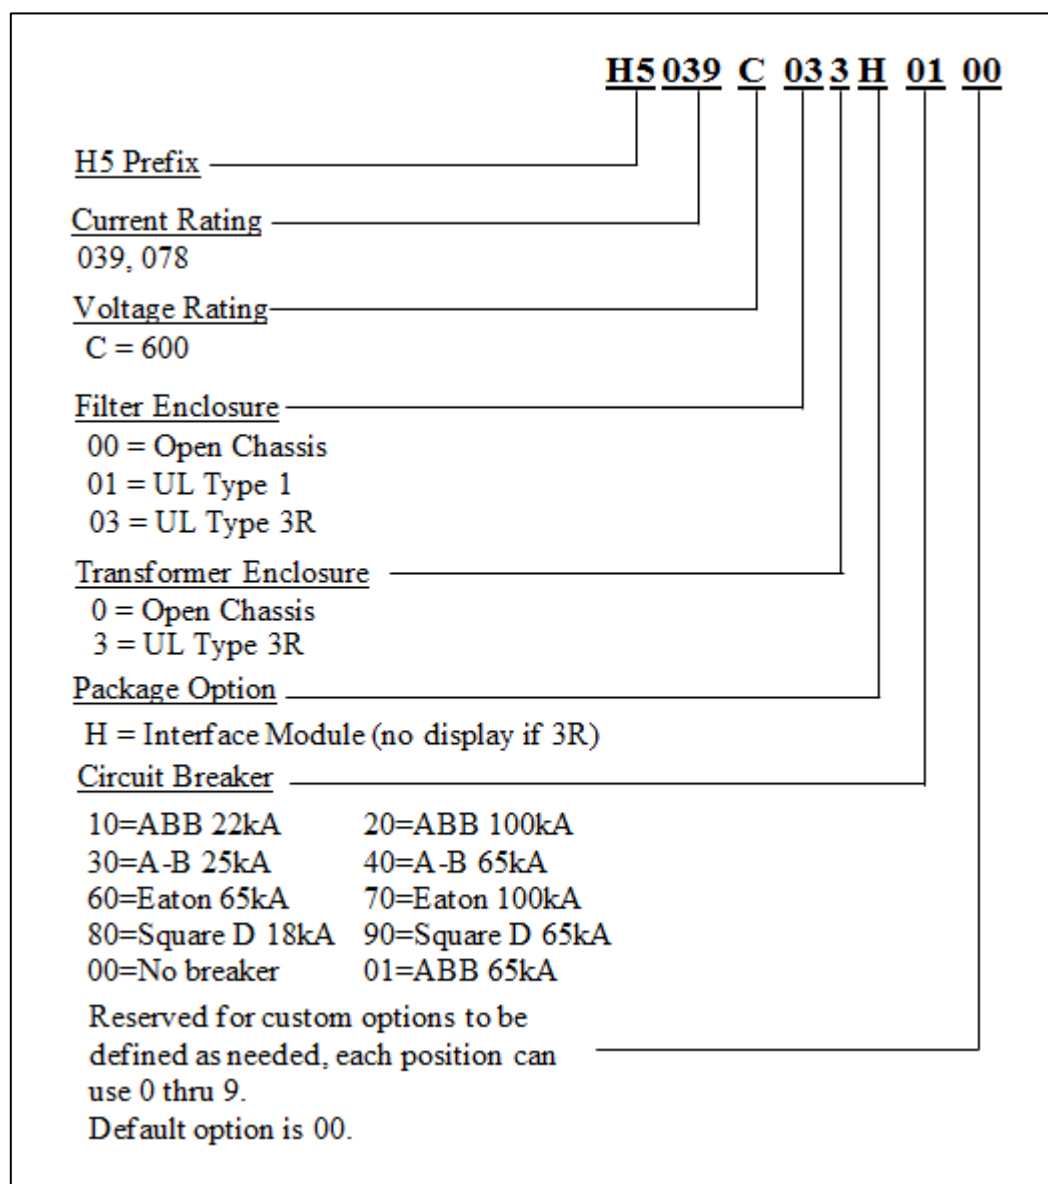 H5 039 C 03 3 H 01 00
H5 Prefix
Current Rating
039, 078
Voltage Rating
C = 600
Filter Enclosure
00 = Open Chassis
01 = UL Type 1
03 = UL Type 3R
Transformer Enclosure
0 = Open Chassis
3 = UL Type 3R
Package Option
H = Interface Module (no display if 3R)
Circuit Breaker
10=ABB 22kA 20=ABB 100kA
30=A-B 25kA 40=A-B 65kA
60=Eaton 65kA 70=Eaton 100kA
80=Square D 18kA 90=Square D 65kA
00=No breaker 01=ABB 65kA
Reserved for custom options to be
defined as needed, each position can
use 0 thru 9.
Default option is 00.